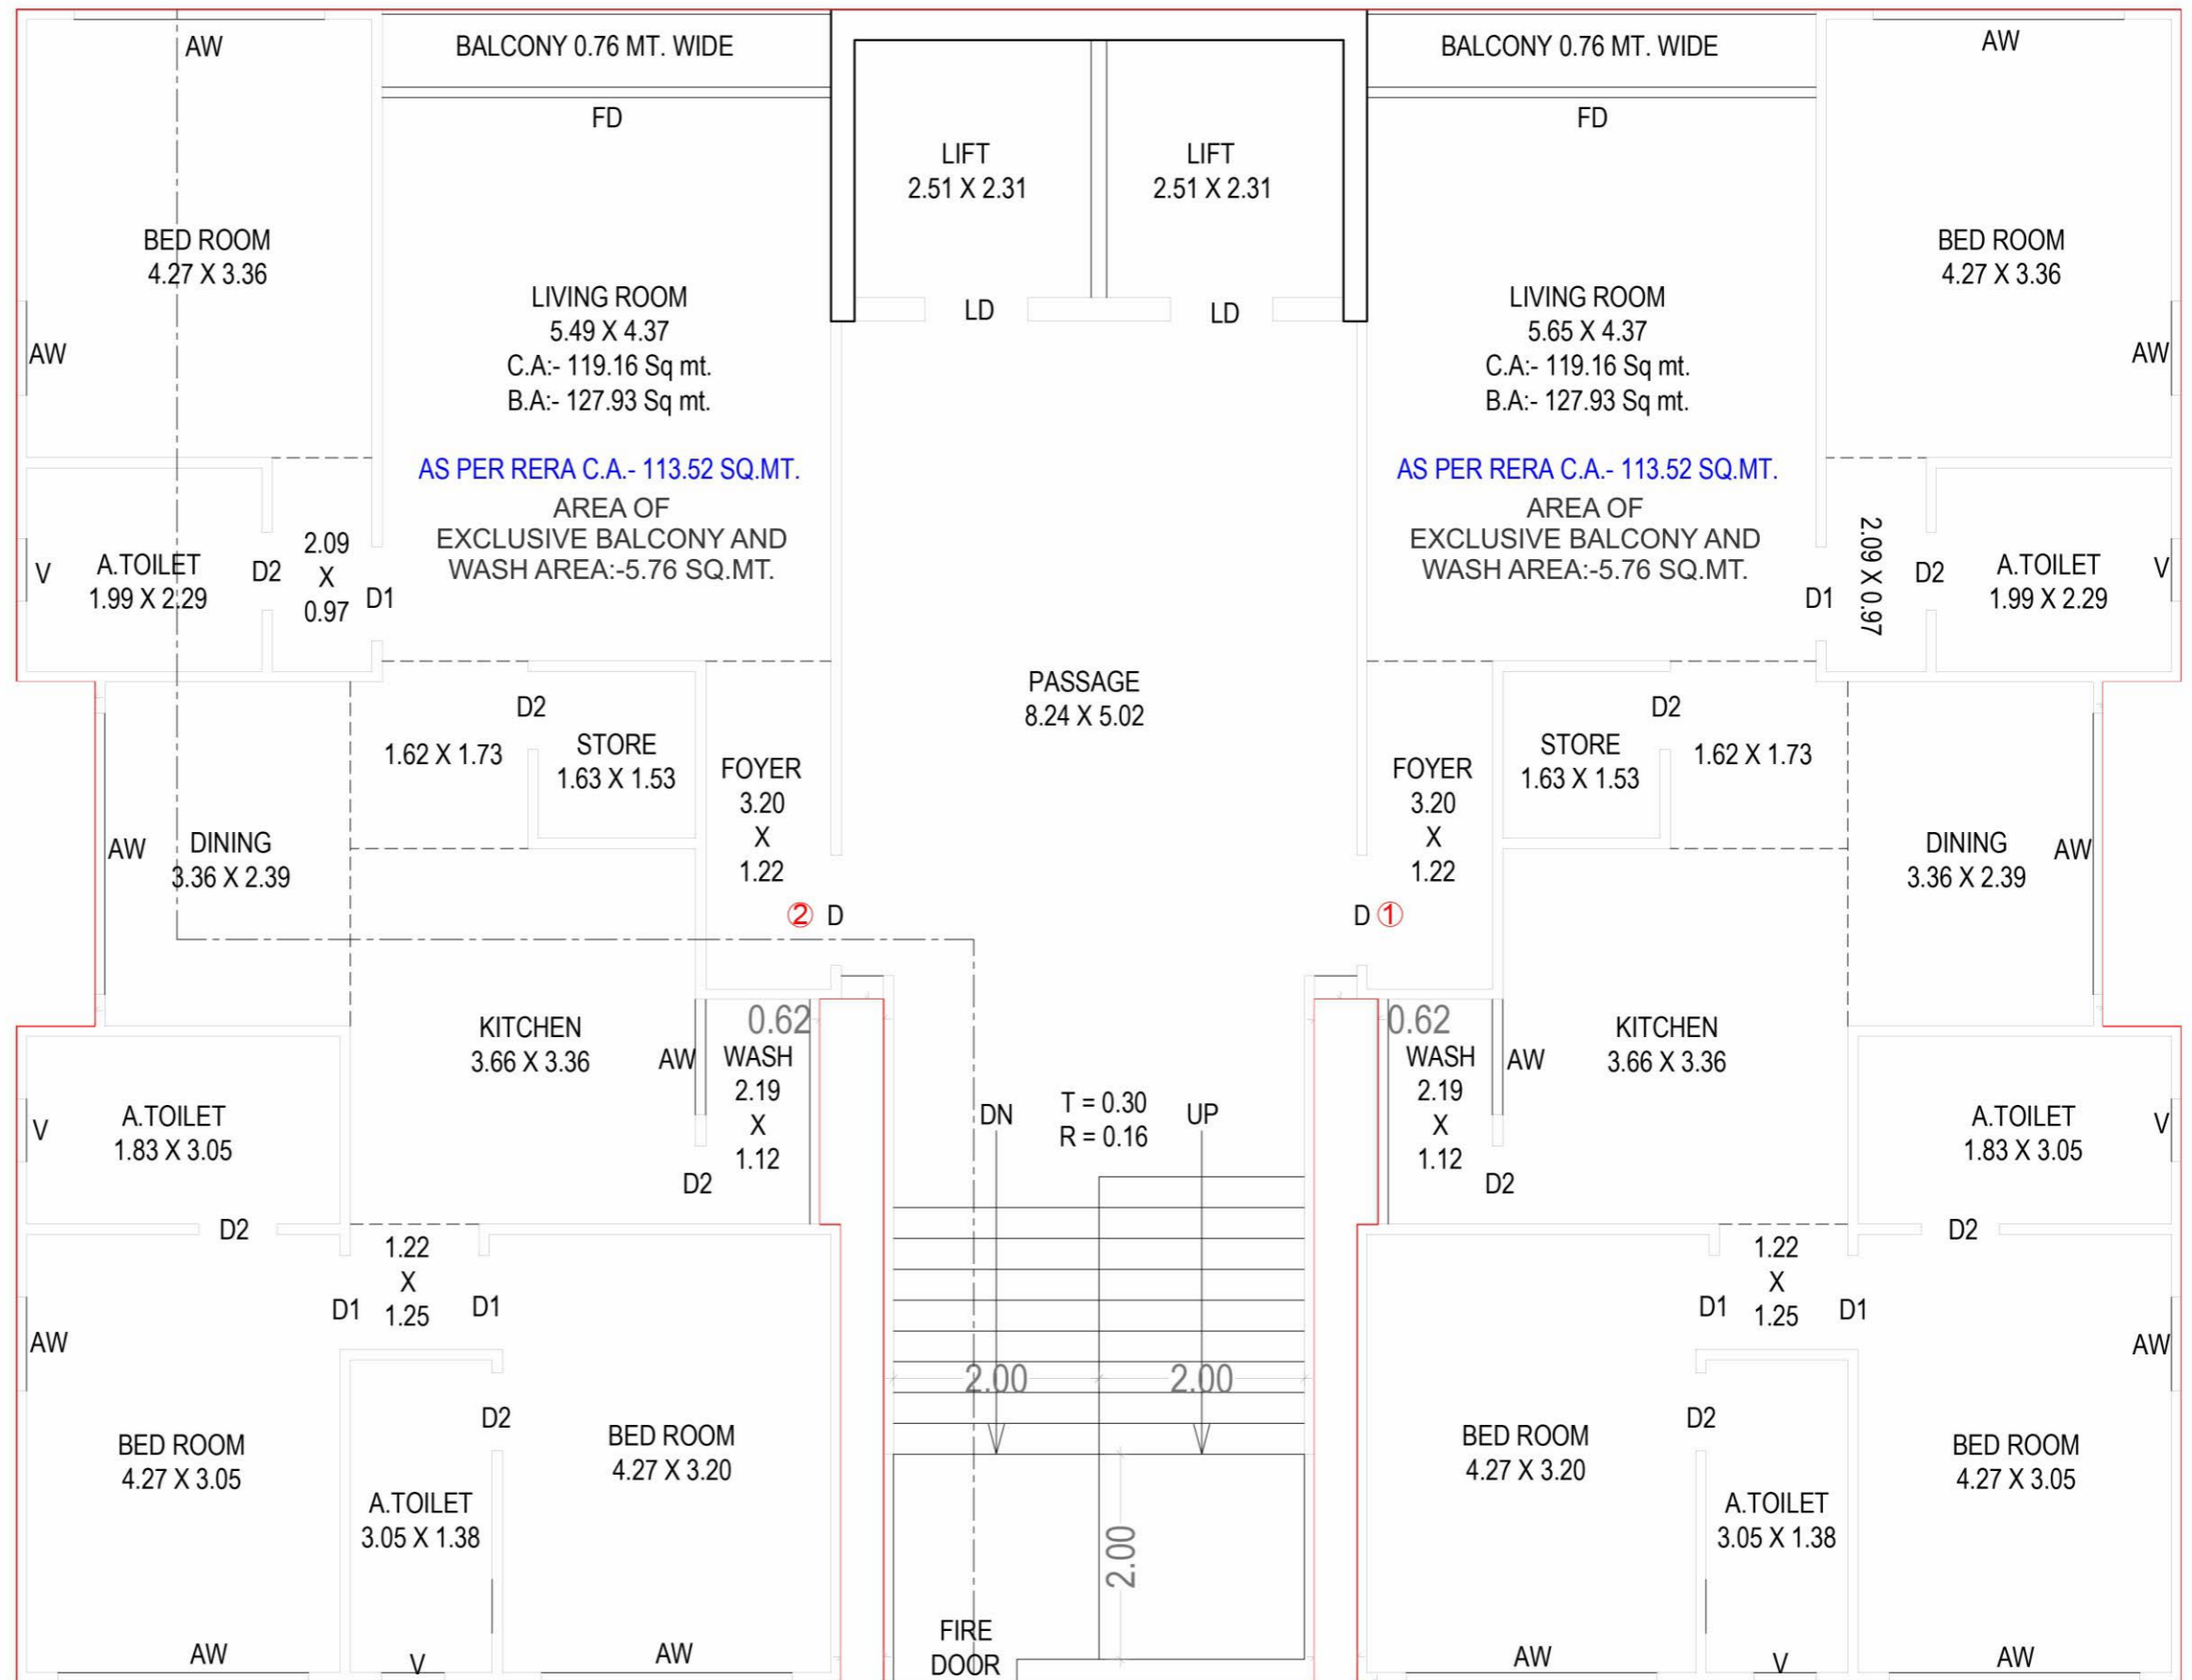 AW
BALCONY 0.76 MT. WIDE
BALCONY 0.76 MT. WIDE
AW
FD
FD
LIFT
2.51 X 2.31
LIFT
2.51 X 2.31
BED ROOM
4.27 X 3.36
BED ROOM
4.27 X 3.36
AW
LIVING ROOM
5.49 X 4.37
C.A:- 119.16 Sq mt.
B.A:- 127.93 Sq mt.
LD
LD
LIVING ROOM
5.65 X 4.37
C.A:- 119.16 Sq mt.
B.A:- 127.93 Sq mt.
AW
AS PER RERA C.A.- 113.52 SQ.MT.
AREA OF
EXCLUSIVE BALCONY AND
WASH AREA:-5.76 SQ.MT.
AS PER RERA C.A.- 113.52 SQ.MT.
AREA OF
EXCLUSIVE BALCONY AND
WASH AREA:-5.76 SQ.MT.
V
A.TOILET
1.99 X 2.29
D2
2.09
X
0.97
D1
D1
2.09 X 0.97
D2
A.TOILET
1.99 X 2.29
V
PASSAGE
8.24 X 5.02
D2
1.62 X 1.73
STORE
1.63 X 1.53
FOYER
3.20
X
1.22
FOYER
3.20
X
1.22
STORE
1.63 X 1.53
D2
1.62 X 1.73
AW
DINING
3.36 X 2.39
DINING
3.36 X 2.39
AW
② D
D ①
KITCHEN
3.66 X 3.36
AW
0.62
WASH
2.19
X
1.12
D2
0.62
WASH
2.19
X
1.12
AW
D2
KITCHEN
3.66 X 3.36
V
A.TOILET
1.83 X 3.05
D2
DN
T = 0.30
R = 0.16
UP
A.TOILET
1.83 X 3.05
V
D2
1.22
X
1.25
D1
D1
1.22
X
1.25
D1
D1
AW
AW
2.00
2.00
BED ROOM
4.27 X 3.05
D2
BED ROOM
4.27 X 3.20
BED ROOM
4.27 X 3.20
D2
BED ROOM
4.27 X 3.05
A.TOILET
3.05 X 1.38
2.00
A.TOILET
3.05 X 1.38
FIRE
DOOR
AW
V
AW
AW
V
AW